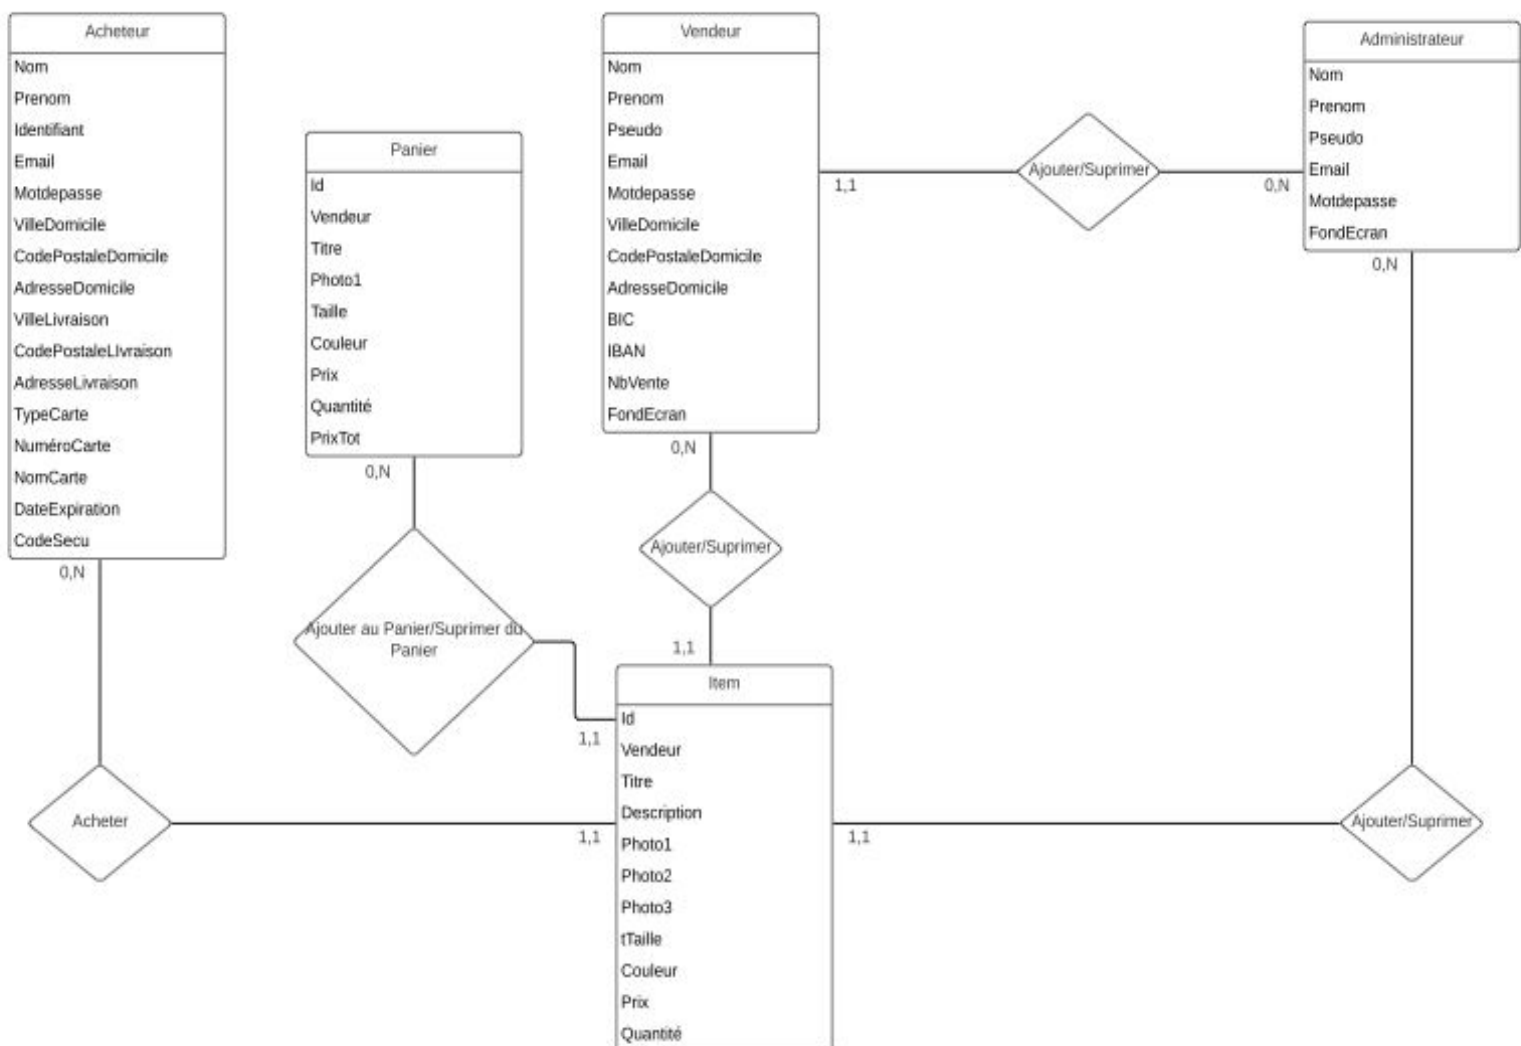 Acheteur
Nom
Prenom
Identifiant
Email
Motdepasse
VilleDomicile
CodePostaleDomicile
AdresseDomicile
VilleLivraison
CodePostaleLIvraison
AdresseLivraison
TypeCarte
NuméroCarte
NomCarte
DateExpiration
CodeSecu
0,N
Panier
Id
Vendeur
Titre
Photo1
Taille
Couleur
Prix
Quantité
PrixTot
0,N
Vendeur
Nom
Prenom
Pseudo
Email
Motdepasse
VilleDomicile
CodePostaleDomicile
AdresseDomicile
BIC
IBAN
NbVente
FondEcran
0,N
1,1
Ajouter/Suprimer
0,N
Administrateur
Nom
Prenom
Pseudo
Email
Motdepasse
FondEcran
0,N
Ajouter/Suprimer
1,1
Ajouter au Panier/Suprimer du
Panier
1,1
Acheter
1,1
Item
Id
Vendeur
Titre
Description
Photo1
Photo2
Photo3
tTaille
Couleur
Prix
Quantité
1,1
Ajouter/Suprimer